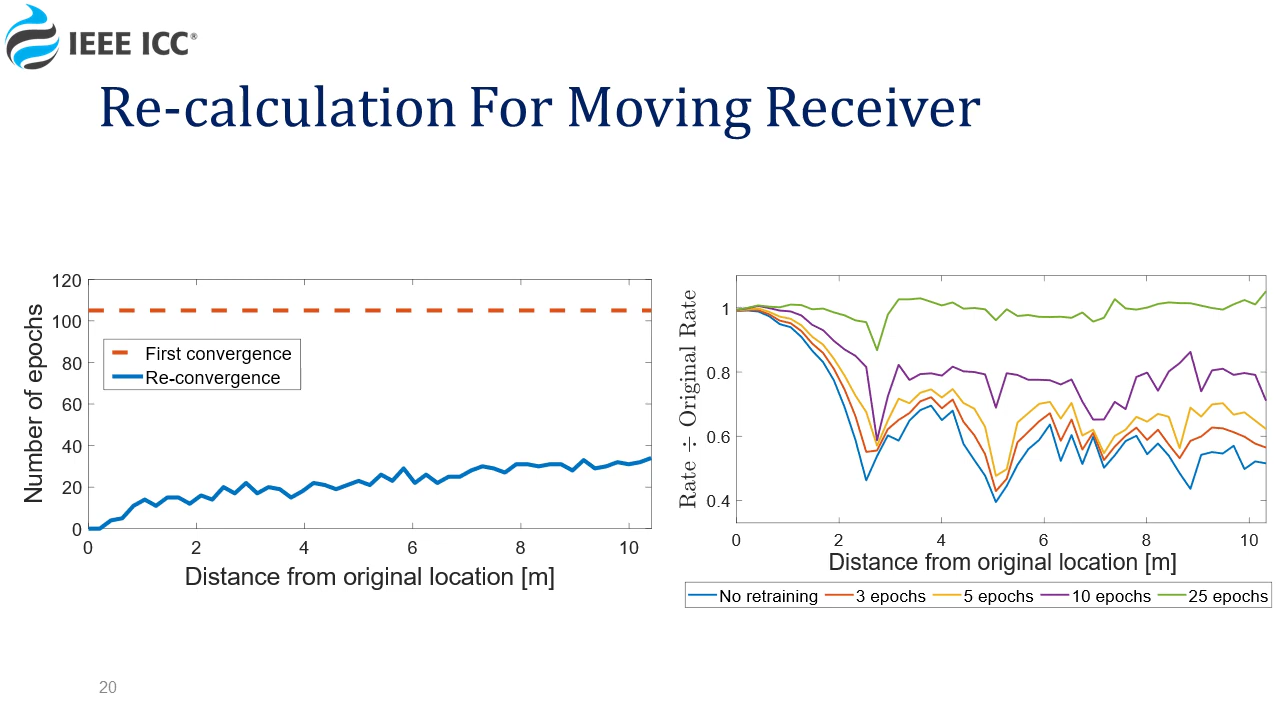 IEEE ICC®
Re-calculation For Moving Receiver
Number of epochs
120
100
80
60
40
20
0
First convergence
Re-convergence
0 2 4 6 8 10
Distance from original location [m]
Rate ÷ Original Rate
1
0.8
0.6
0.4
0 2 4 6 8 10
Distance from original location [m]
No retraining 3 epochs 5 epochs 10 epochs 25 epochs
20